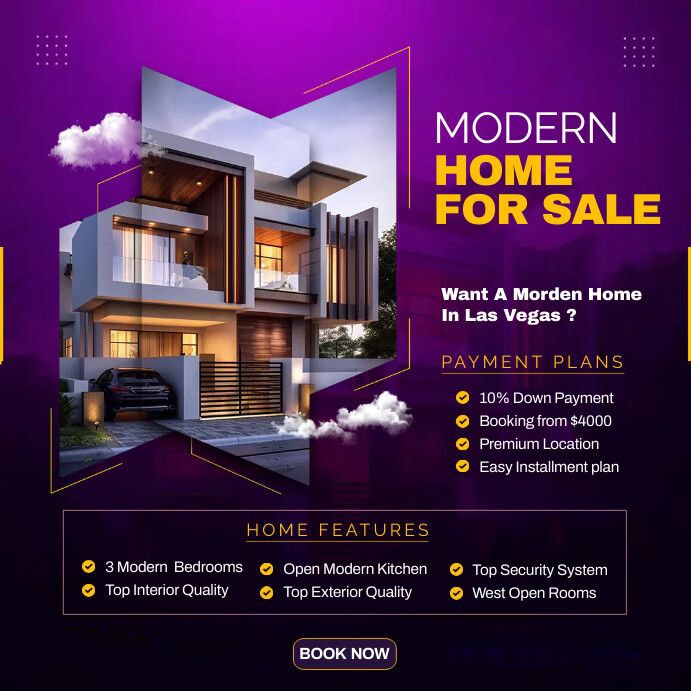 MODERN
HOME
FOR SALE
Want A Morden Home
In Las Vegas ?
PAYMENT PLANS
10% Down Payment
Booking from $4000
Premium Location
Easy Installment plan
HOME FEATURES
3 Modern Bedrooms
Open Modern Kitchen
Top Security System
Top Interior Quality
Top Exterior Quality
West Open Rooms
BOOK NOW